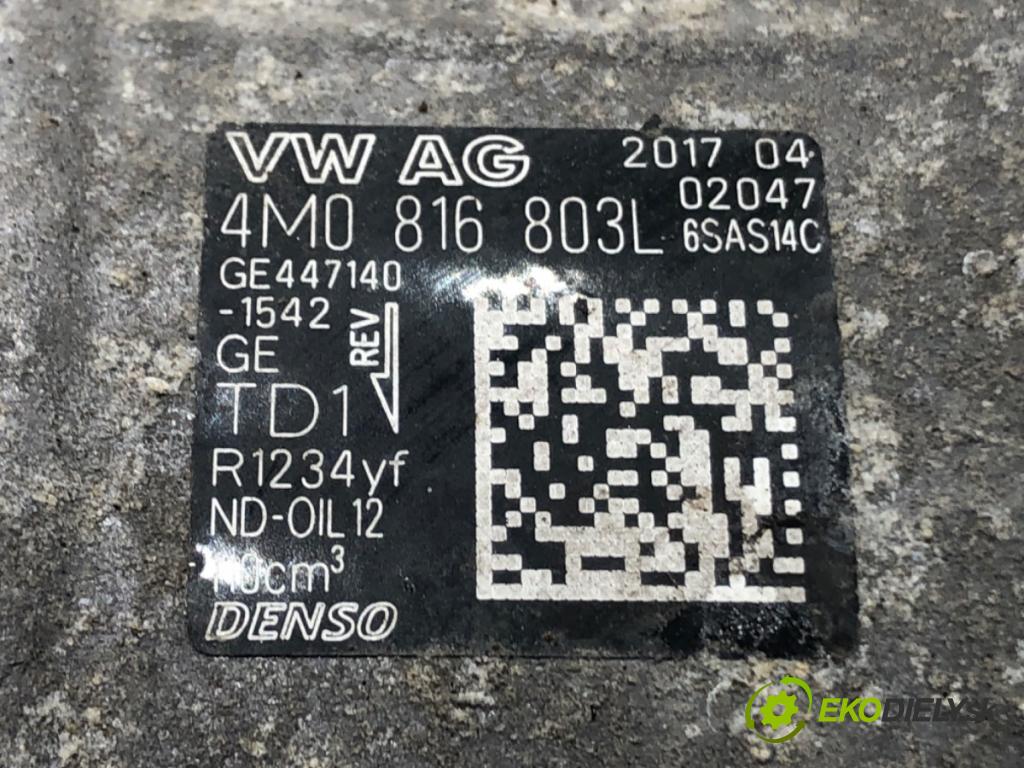 VW AG 2017 04
02047
4M0 816 803L 6SAS14C
GE447140
-1542
REV
GE
TD1
R1234yf
ND-OIL12
110cm³
DENSO
EKODIELY.SK